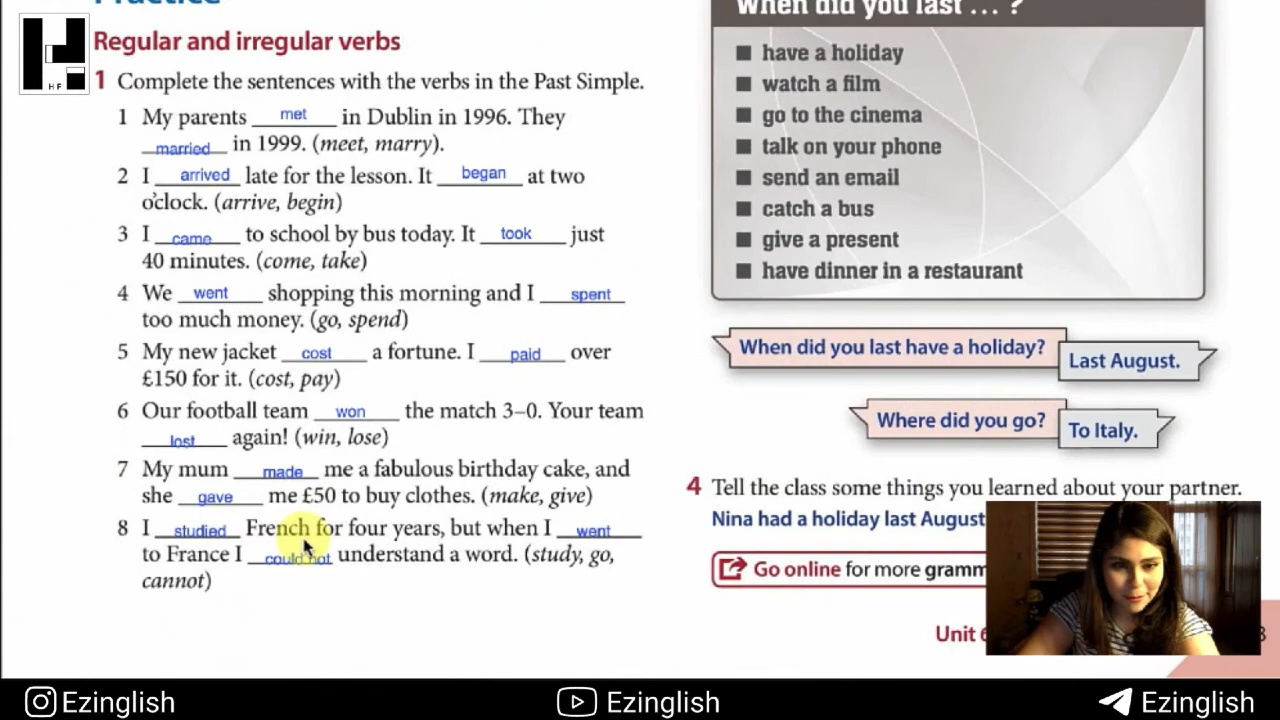 Practice
HF
Regular and irregular verbs
1 Complete the sentences with the verbs in the Past Simple.
1 My parents met in Dublin in 1996. They
married in 1999. (meet, marry).
2 I arrived late for the lesson. It began at two
o'clock. (arrive, begin)
3 I came to school by bus today. It took just
40 minutes. (come, take)
4 We went shopping this morning and I spent
too much money. (go, spend)
5 My new jacket cost a fortune. I paid over
£150 for it. (cost, pay)
6 Our football team won the match 3–0. Your team
lost again! (win, lose)
7 My mum made me a fabulous birthday cake, and
she gave me £50 to buy clothes. (make, give)
8 I studied French for four years, but when I went
to France I could not understand a word. (study, go,
cannot)
When did you last ... ?
■ have a holiday
■ watch a film
■ go to the cinema
■ talk on your phone
■ send an email
■ catch a bus
■ give a present
■ have dinner in a restaurant
When did you last have a holiday?
Last August.
Where did you go?
To Italy.
4 Tell the class some things you learned about your partner.
Nina had a holiday last August
Go online for more gramm
Unit 6
Ezinglish
Ezinglish
Ezinglish